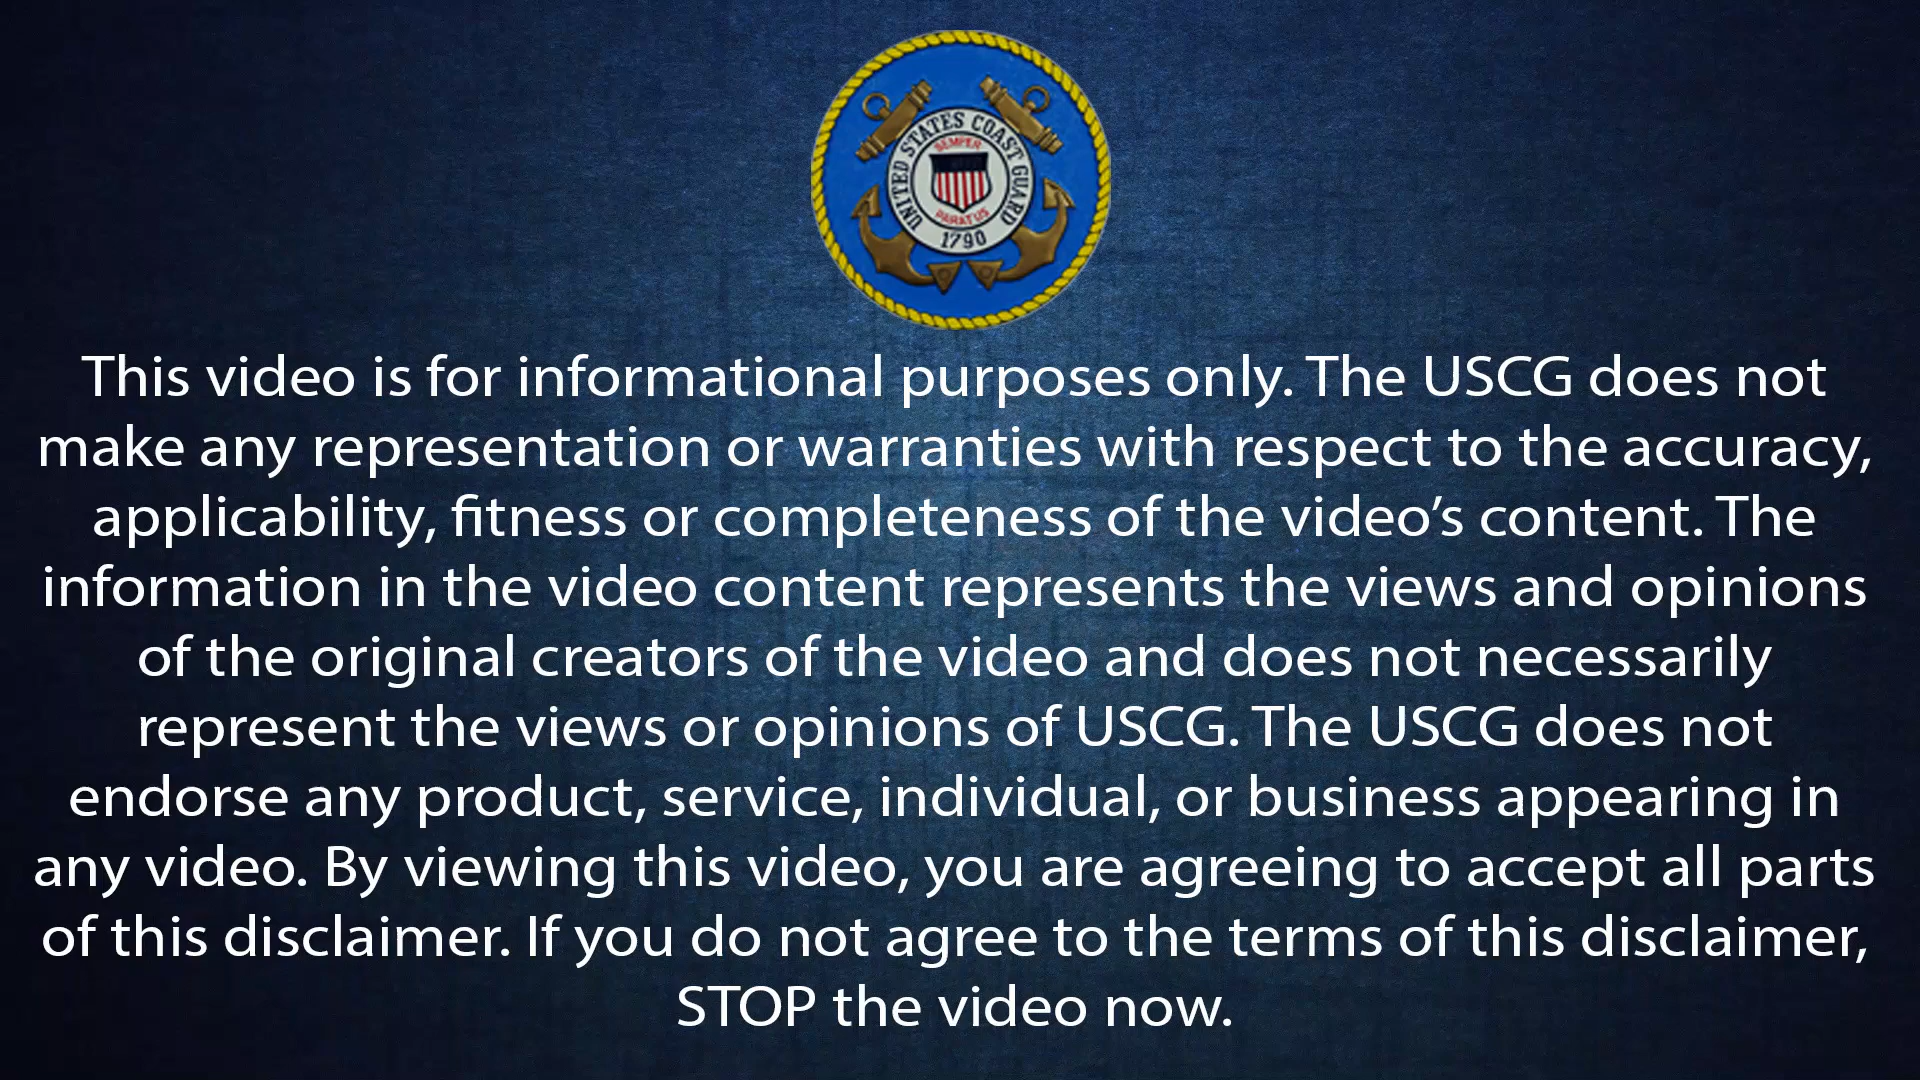 UNITED STATES COAST GUARD
SEMPER
PARATUS
1790
This video is for informational purposes only. The USCG does not
make any representation or warranties with respect to the accuracy,
applicability, fitness or completeness of the video’s content. The
information in the video content represents the views and opinions
of the original creators of the video and does not necessarily
represent the views or opinions of USCG. The USCG does not
endorse any product, service, individual, or business appearing in
any video. By viewing this video, you are agreeing to accept all parts
of this disclaimer. If you do not agree to the terms of this disclaimer,
STOP the video now.